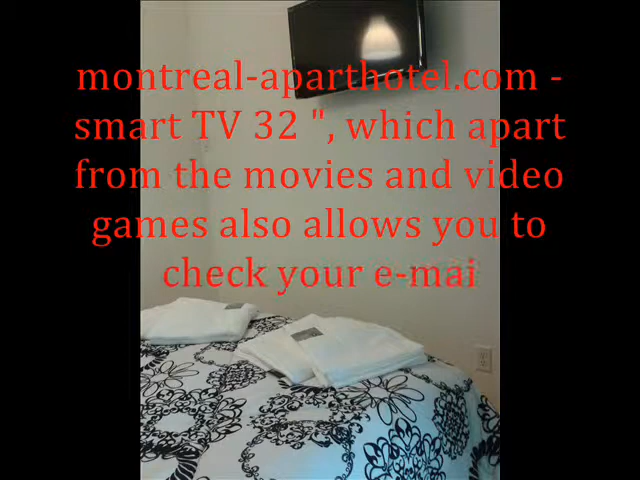 montreal-aparthotel.com -
smart TV 32 ", which apart
from the movies and video
games also allows you to
check your e-mai